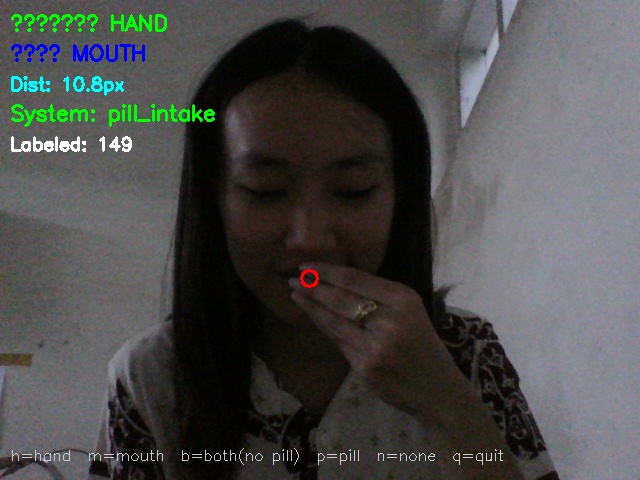 ??????? HAND
???? MOUTH
Dist: 10.8px
System: pill_intake
Labeled: 149
h=hand m=mouth b=both(no pill) p=pill n=none q=quit